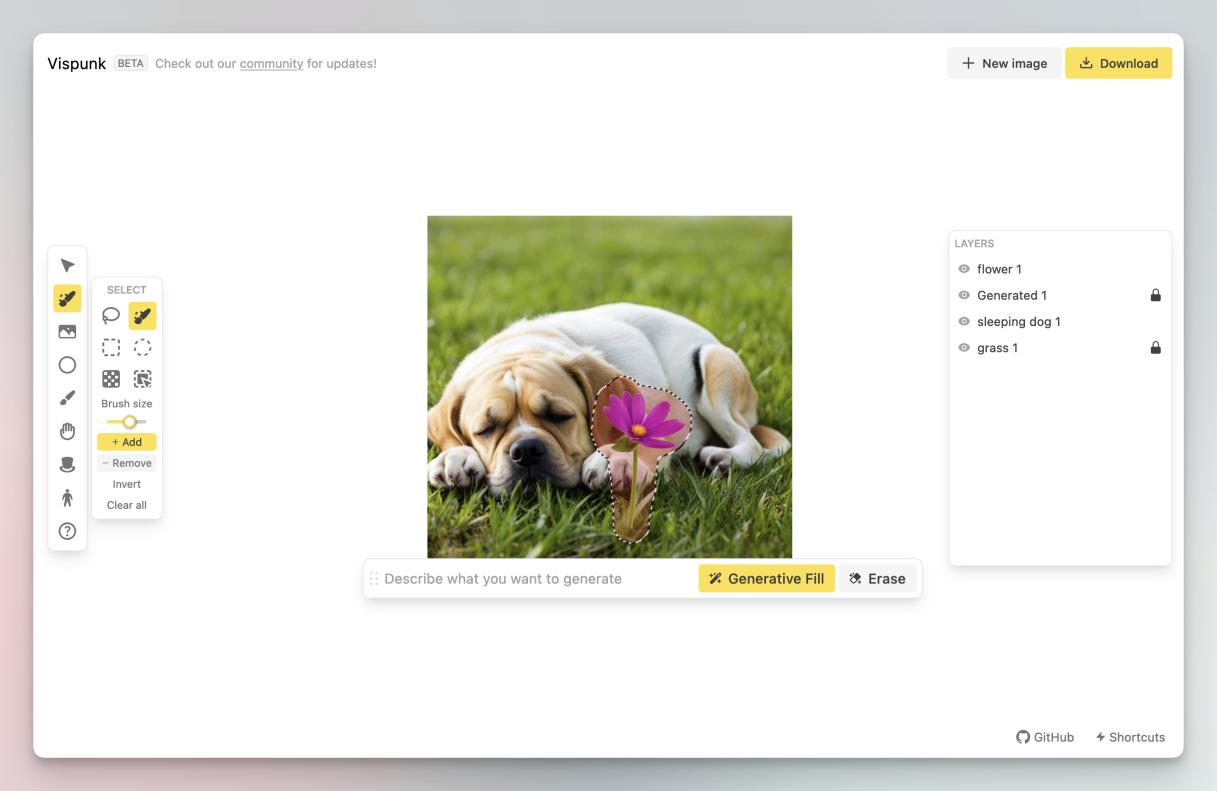 Vispunk BETA Check out our community for updates!
+ New image
Download
SELECT
Brush size
+ Add
− Remove
Invert
Clear all
LAYERS
flower 1
Generated 1
sleeping dog 1
grass 1
Describe what you want to generate
Generative Fill
Erase
GitHub
Shortcuts